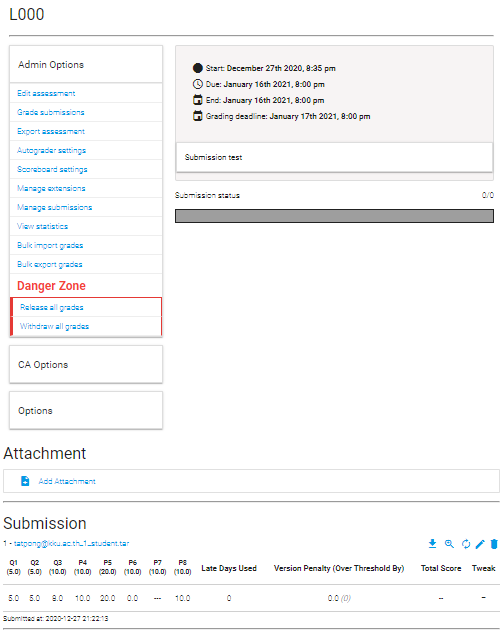 L000
Admin Options
Edit assessment
Grade submissions
Export assessment
Autograder settings
Scoreboard settings
Manage extensions
Manage submissions
View statistics
Bulk import grades
Bulk export grades
Danger Zone
Release all grades
Withdraw all grades
CA Options
Options
Start: December 27th 2020, 8:35 pm
Due: January 16th 2021, 8:00 pm
End: January 16th 2021, 8:00 pm
Grading deadline: January 17th 2021, 8:00 pm
Submission test
Submission status 0/0
Attachment
Add Attachment
Submission
1 - tatpong@kku.ac.th_1_student.tar
Q1 Q2 Q3 P4 P5 P6 P7 P8 Late Days Used Version Penalty (Over Threshold By) Total Score Tweak
(5.0) (5.0) (10.0) (10.0) (20.0) (10.0) (10.0) (10.0)
5.0 5.0 9.0 10.0 20.0 0.0 --- 10.0 0 0.0 (0) -- --
Submitted at: 2020-12-27 21:22:13